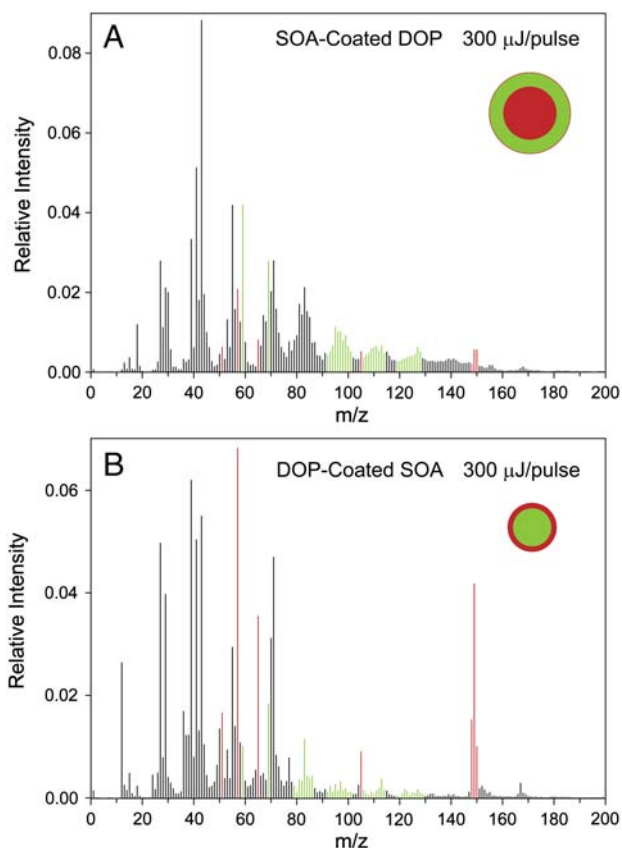 A SOA-Coated DOP 300 μJ/pulse
Relative Intensity
0.08
0.06
0.04
0.02
0.00
0 20 40 60 80 100 120 140 160 180 200
m/z
B DOP-Coated SOA 300 μJ/pulse
Relative Intensity
0.06
0.04
0.02
0.00
0 20 40 60 80 100 120 140 160 180 200
m/z